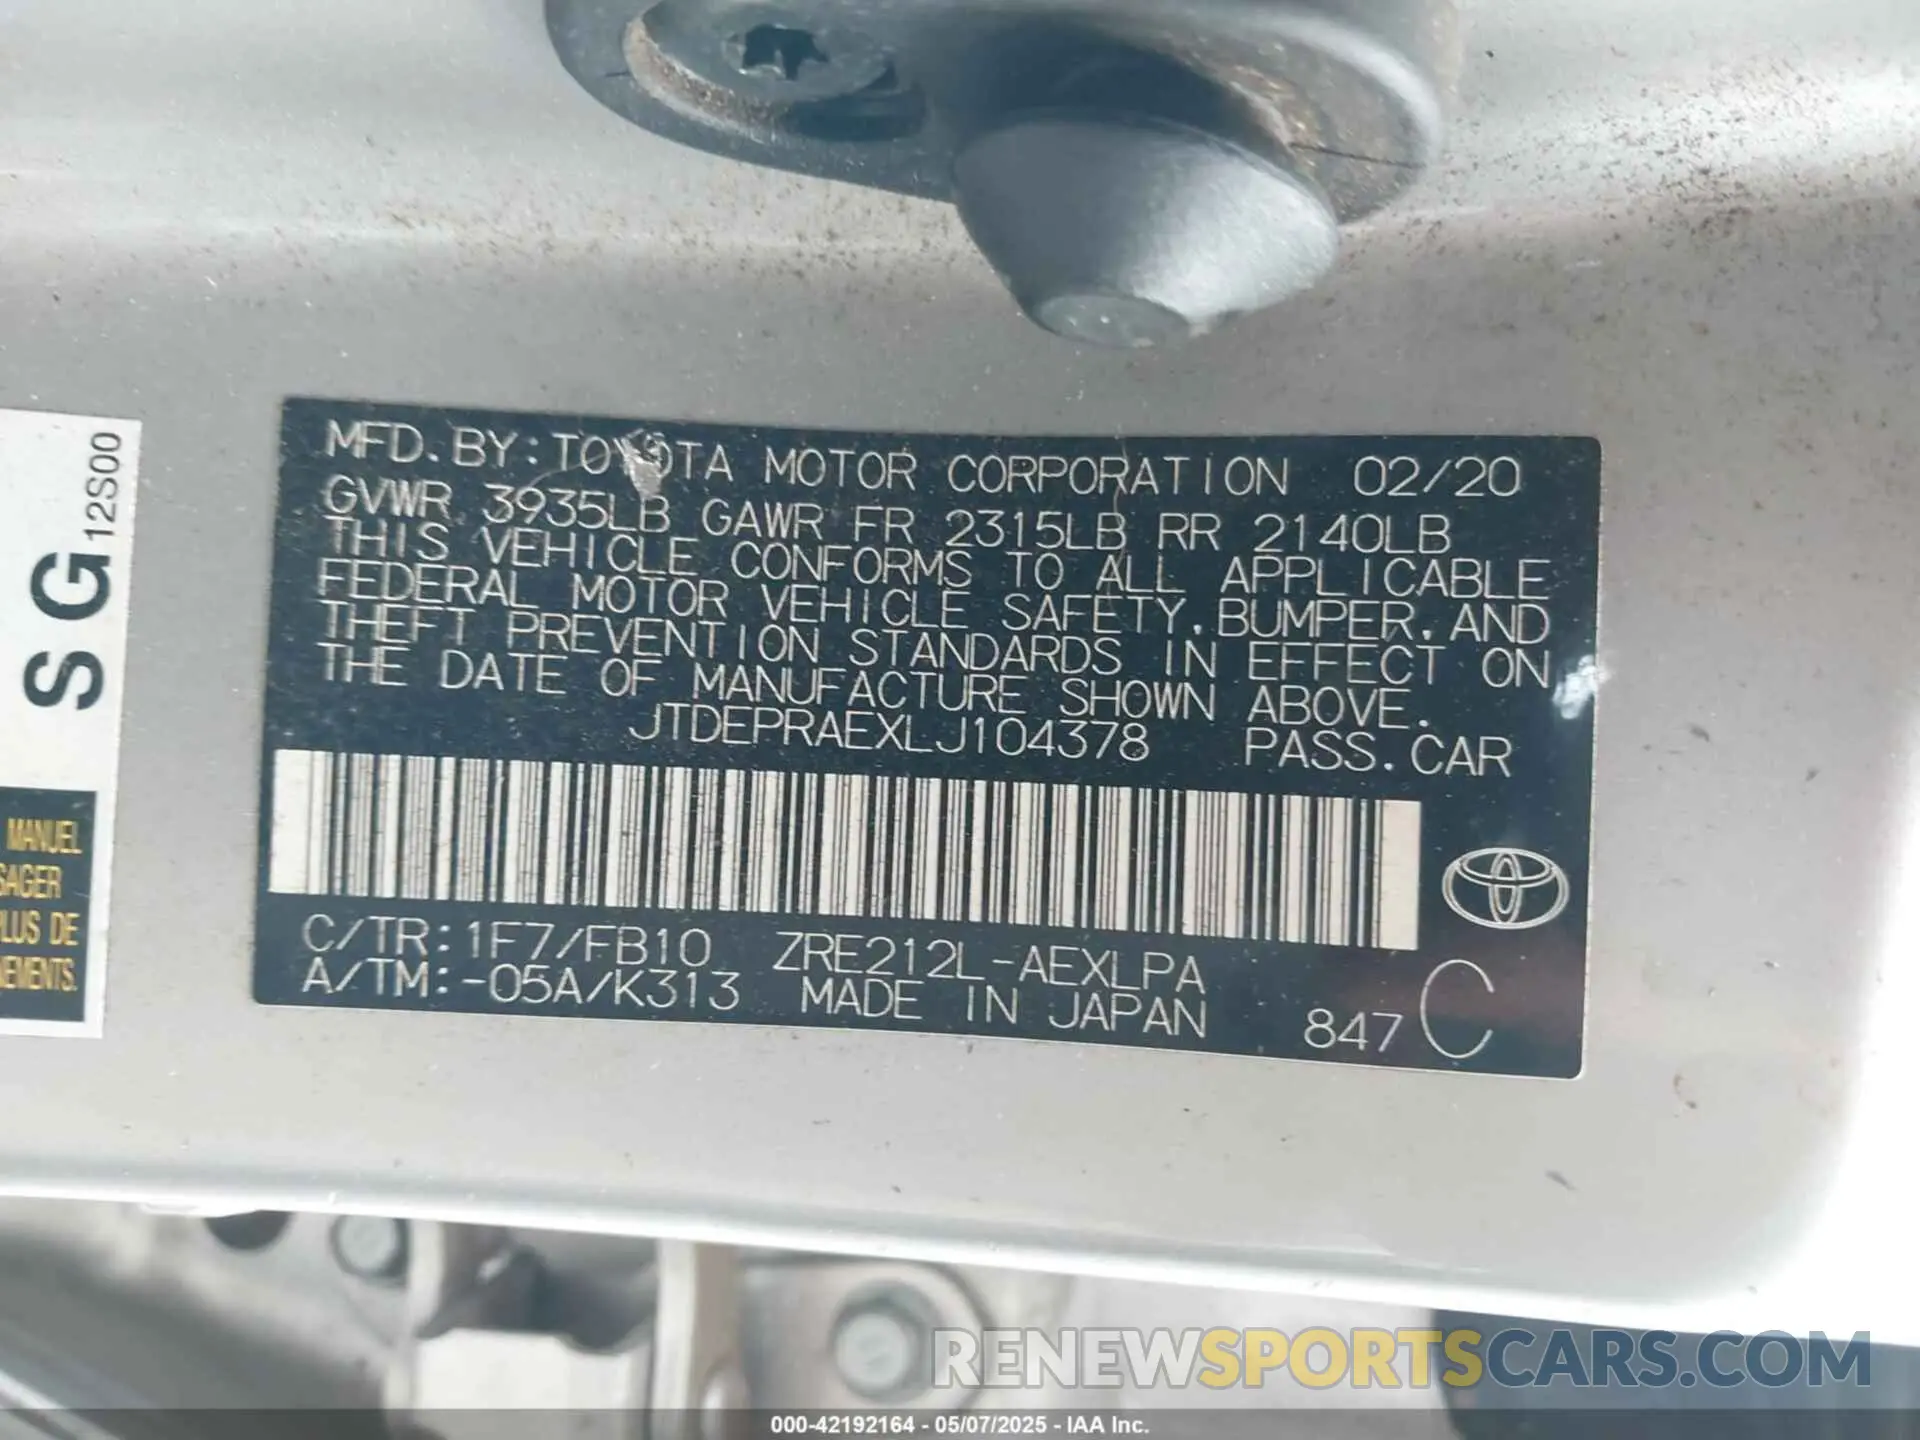 MFD. BY: TOYOTA MOTOR CORPORATION 02/20
GVWR 3935LB GAWR FR 2315LB RR 2140LB
THIS VEHICLE CONFORMS TO ALL APPLICABLE
FEDERAL MOTOR VEHICLE SAFETY, BUMPER, AND
THEFT PREVENTION STANDARDS IN EFFECT ON
THE DATE OF MANUFACTURE SHOWN ABOVE.
JTDEPRAEXLJ104378 PASS. CAR
C/TR: 1F7/FB10 ZRE212L-AEXLPA
A/TM: -05A/K313 MADE IN JAPAN 847 C
SG 12S00
MANUEL
SAGER
PLUS DE
RENEWSPORTSCARS.COM
000-42192164 - 05/07/2025 - IAA Inc.